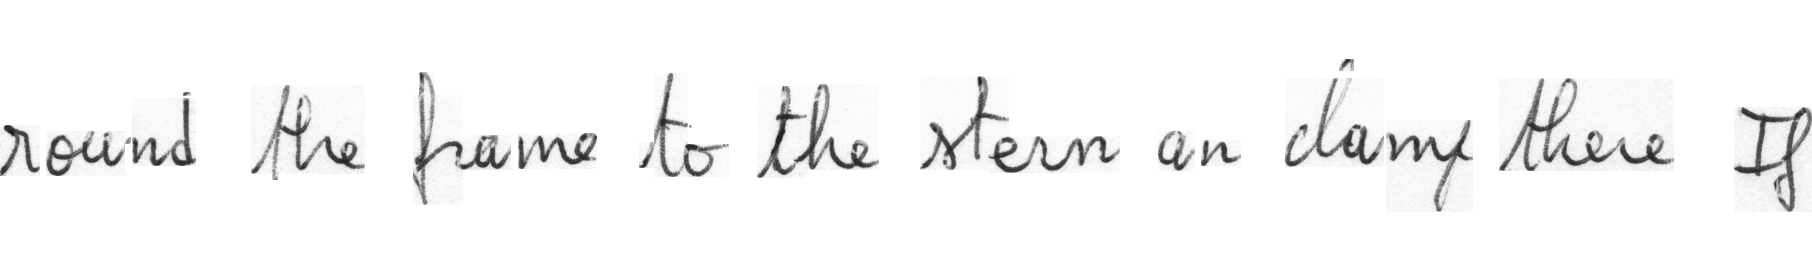 round the frame to the stern an clamp there If